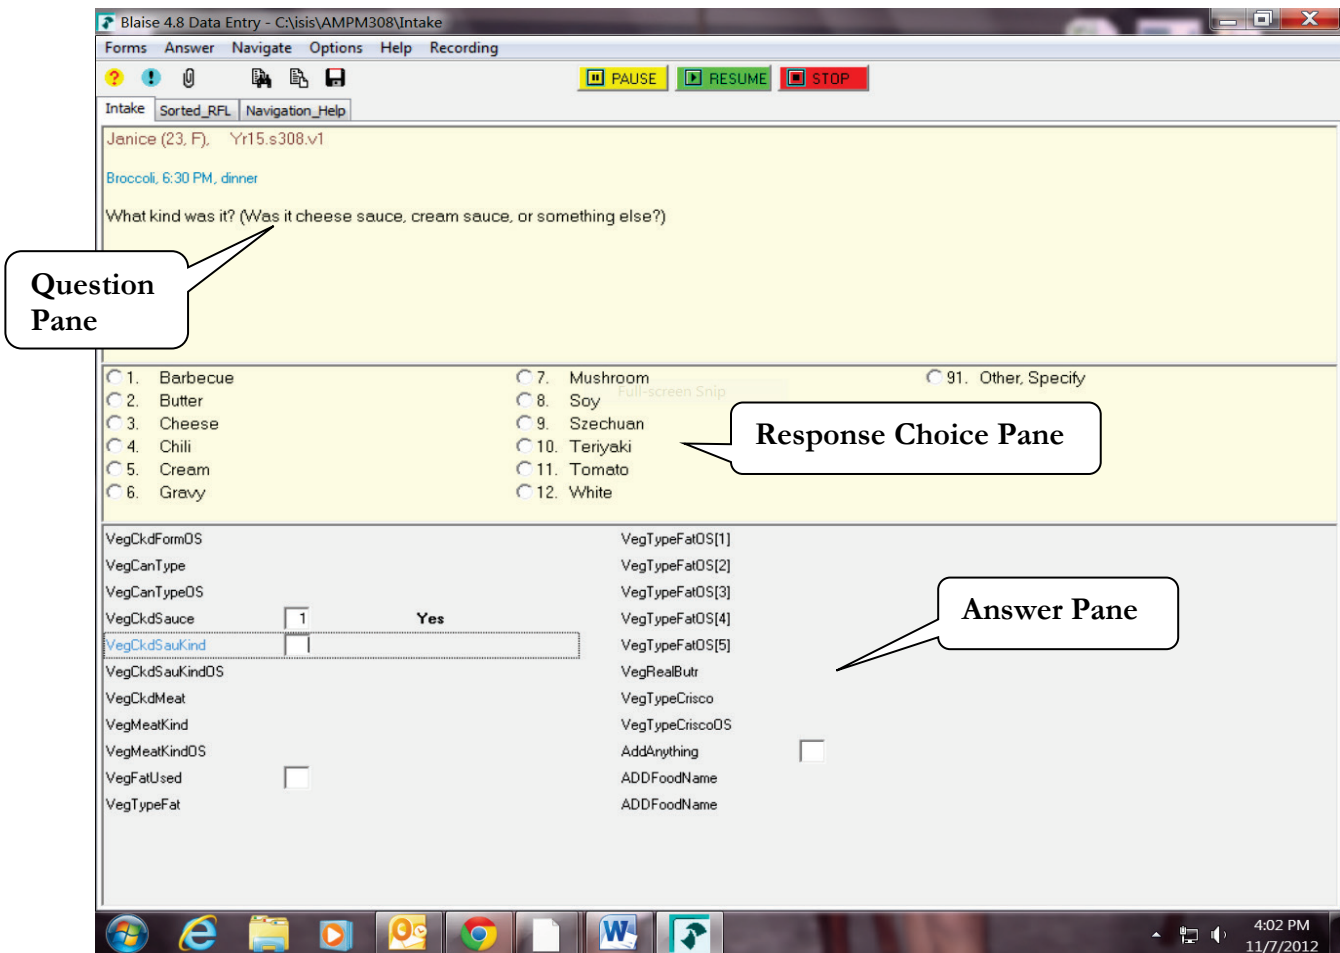 Blaise 4.8 Data Entry - C:\isis\AMPM308\Intake
Forms Answer Navigate Options Help Recording
PAUSE RESUME STOP
Intake Sorted_RFL Navigation_Help
Janice (23, F), Yr15.s308.v1
Broccoli, 6:30 PM, dinner
What kind was it? (Was it cheese sauce, cream sauce, or something else?)
Question
Pane
1. Barbecue 7. Mushroom 91. Other, Specify
Full-screen Snip
2. Butter 8. Soy
3. Cheese 9. Szechuan
4. Chili 10. Teriyaki
Response Choice Pane
5. Cream 11. Tomato
6. Gravy 12. White
VegCkdFormOS VegTypeFatOS[1]
VegCanType VegTypeFatOS[2]
VegCanTypeOS VegTypeFatOS[3]
VegCkdSauce 1 Yes VegTypeFatOS[4]
Answer Pane
VegCkdSauKind VegTypeFatOS[5]
VegCkdSauKindOS VegRealButr
VegCkdMeat VegTypeCrisco
VegMeatKind VegTypeCriscoOS
VegMeatKindOS AddAnything
VegFatUsed ADDFoodName
VegTypeFat ADDFoodName
4:02 PM
11/7/2012